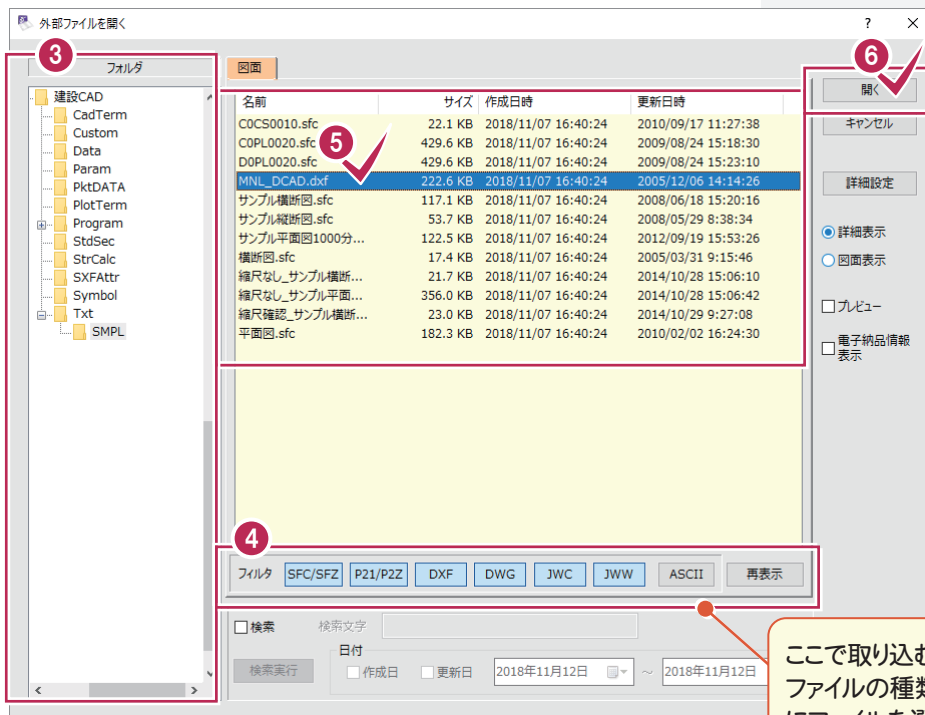 外部ファイルを開く
? ×
3
フォルダ
図面
6
開く
キャンセル
詳細設定
詳細表示
図面表示
プレビュー
電子納品情報
表示
建設CAD
CadTerm
Custom
Data
Param
PktDATA
PlotTerm
Program
StdSec
StrCalc
SXFAttr
Symbol
Txt
SMPL
名前 サイズ 作成日時 更新日時
C0CS0010.sfc 22.1 KB 2018/11/07 16:40:24 2010/09/17 11:27:38
C0PL0020.sfc 429.6 KB 2018/11/07 16:40:24 2009/08/24 15:18:30
5
D0PL0020.sfc 429.6 KB 2018/11/07 16:40:24 2009/08/24 15:23:10
MNL_DCAD.dxf 222.6 KB 2018/11/07 16:40:24 2005/12/06 14:14:26
サンプル横断図.sfc 117.1 KB 2018/11/07 16:40:24 2008/06/18 15:20:16
サンプル縦断図.sfc 53.7 KB 2018/11/07 16:40:24 2008/05/29 8:38:34
サンプル平面図1000分... 122.5 KB 2018/11/07 16:40:24 2012/09/19 15:53:26
横断図.sfc 17.4 KB 2018/11/07 16:40:24 2005/03/31 9:15:46
縮尺なし_サンプル横断... 21.7 KB 2018/11/07 16:40:24 2014/10/28 15:06:10
縮尺なし_サンプル平面... 356.0 KB 2018/11/07 16:40:24 2014/10/28 15:06:42
縮尺確認_サンプル横断... 23.0 KB 2018/11/07 16:40:24 2014/10/29 9:27:08
平面図.sfc 182.3 KB 2018/11/07 16:40:24 2010/02/02 16:24:30
4
フィルタ SFC/SFZ P21/P2Z DXF DWG JWC JWW ASCII 再表示
検索 検索文字
日付
検索実行 作成日 更新日 2018年11月12日 ～ 2018年11月12日
ここで取り込む
ファイルの種類